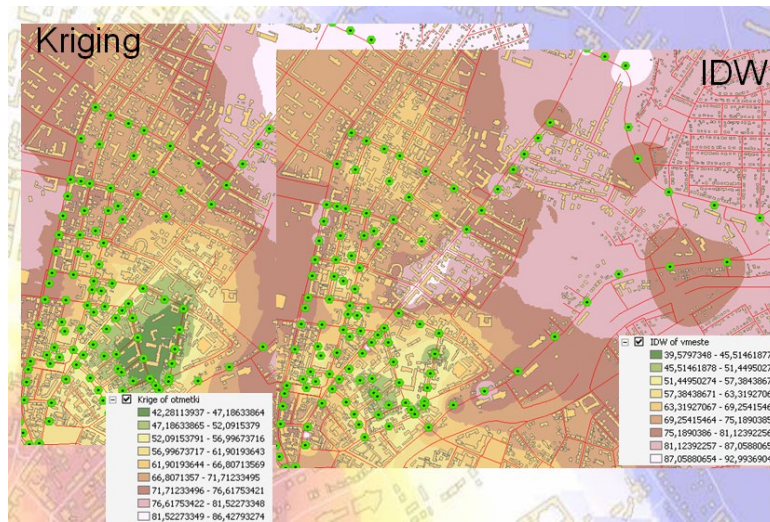 Kriging
IDW
Krige of otmetki
42,28113937 - 47,18633864
47,18633865 - 52,0915379
52,09153791 - 56,99673716
56,99673717 - 61,90193643
61,90193644 - 66,80713569
66,8071357 - 71,71233495
71,71233496 - 76,61753421
76,61753422 - 81,52273348
81,52273349 - 86,42793274
IDW of vmeste
39,5797348 - 45,51461877
45,51461878 - 51,4495027
51,44950274 - 57,3843867
57,38438671 - 63,3192706
63,31927067 - 69,2541546
69,25415464 - 75,1890385
75,1890386 - 81,12392256
81,12392257 - 87,0588065
87,05880654 - 92,9936904